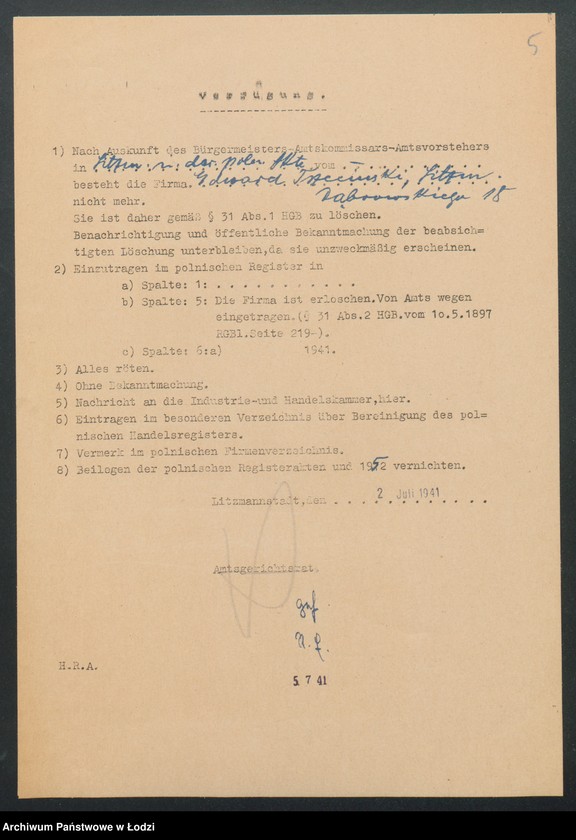 5
Verfügung.
1) Nach Auskunft des Bürgermeisters-Amtskommissars-Amtsvorstehers
in Litzm. u. der poln. Akte vom . . . . . . . . . .
besteht die Firma. Edward Trzciński, Litzm.
nicht mehr. Dąbrowskiego 18
Sie ist daher gemäß § 31 Abs.1 HGB zu löschen.
Benachrichtigung und öffentliche Bekanntmachung der beabsich=
tigten Löschung unterbleiben,da sie unzweckmäßig erscheinen.
2) Einzutragen im polnischen Register in
a) Spalte: 1: . . . . . . . . . . . .
b) Spalte: 5: Die Firma ist erloschen.Von Amts wegen
eingetragen.(§ 31 Abs.2 HGB.vom 1o.5.1897
RGBl.Seite 219-).
c) Spalte: 6:a) 1941.
3) Alles röten.
4) Ohne Bekanntmachung.
5) Nachricht an die Industrie-und Handelskammer,hier.
6) Eintragen im besonderen Verzeichnis über Bereinigung des pol=
nischen Handelsregisters.
7) Vermerk im polnischen Firmenverzeichnis.
8) Beilogen der polnischen Registerakten und 1952 vernichten.
Litzmannstadt,den . . . 2 Juli 1941 . . . .
Amtsgerichtsrat.
gef
H.R.A.
5 7 41
Archiwum Państwowe w Łodzi